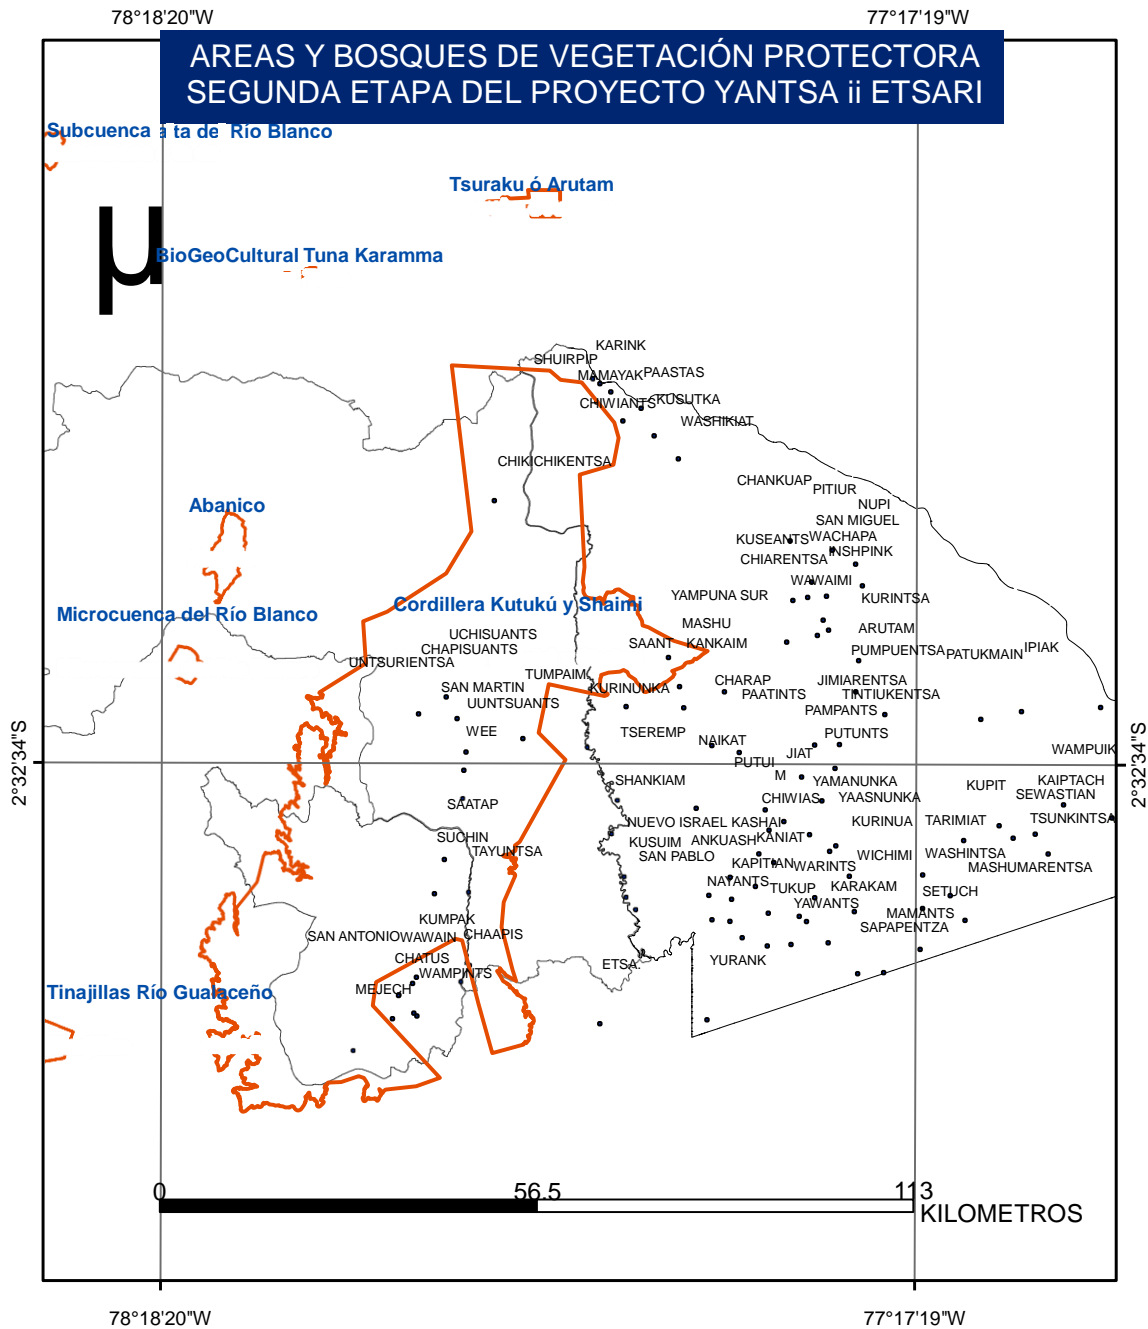 78°18'20"W
77°17'19"W
AREAS Y BOSQUES DE VEGETACIÓN PROTECTORA
SEGUNDA ETAPA DEL PROYECTO YANTSA ii ETSARI
Subcuenca a ta de Río Blanco
Tsuraku ó Arutam
µ
BioGeoCultural Tuna Karamma
KARINK
SHUIRPIP
MAMAYAK
PAASTAS
CHIWIANTS
KUSUTKA
WASHIKIAT
CHIKICHIKENTSA
CHANKUAP
PITIUR
NUPI
Abanico
SAN MIGUEL
KUSEANTS
WACHAPA
INSHPINK
CHIARENTSA
WAWAIMI
YAMPUNA SUR
KURINTSA
Cordillera Kutukú y Shaimi
Microcuenca del Río Blanco
MASHU
UCHISUANTS
ARUTAM
CHAPISUANTS
SAANT
KANKAIM
PUMPUENTSA
PATUKMAIN
IPIAK
UNTSURIENTSA
TUMPAIM
CHARAP
JIMIARENTSA
SAN MARTIN
KURINUNKA
PAATINTS
TINTIUKENTSA
UUNTSUANTS
PAMPANTS
WEE
TSEREMP
NAIKAT
PUTUNTS
JIAT
WAMPUIK
2°32'34"S
2°32'34"S
PUTUI
M
SHANKIAM
YAMANUNKA
KUPIT
KAIPTACH
SEWASTIAN
SAATAP
CHIWIAS
YAASNUNKA
NUEVO ISRAEL
KASHAI
KURINUA
TARIMIAT
TSUNKINTSA
SUCHIN
TAYUNTSA
KUSUIM
ANKUASH
KANIAT
SAN PABLO
KAPITIAN
WARINTS
WICHIMI
WASHINTSA
MASHUMARENTSA
NAYANTS
TUKUP
KARAKAM
SETUCH
YAWANTS
KUMPAK
MAMANTS
SAN ANTONIO
WAWAIN
CHAAPIS
SAPAPENTZA
CHATUS
ETSA
YURANK
WAMPINTS
Tinajillas Río Gualaceño
MEJECH
0
56.5
113
KILOMETROS
78°18'20"W
77°17'19"W